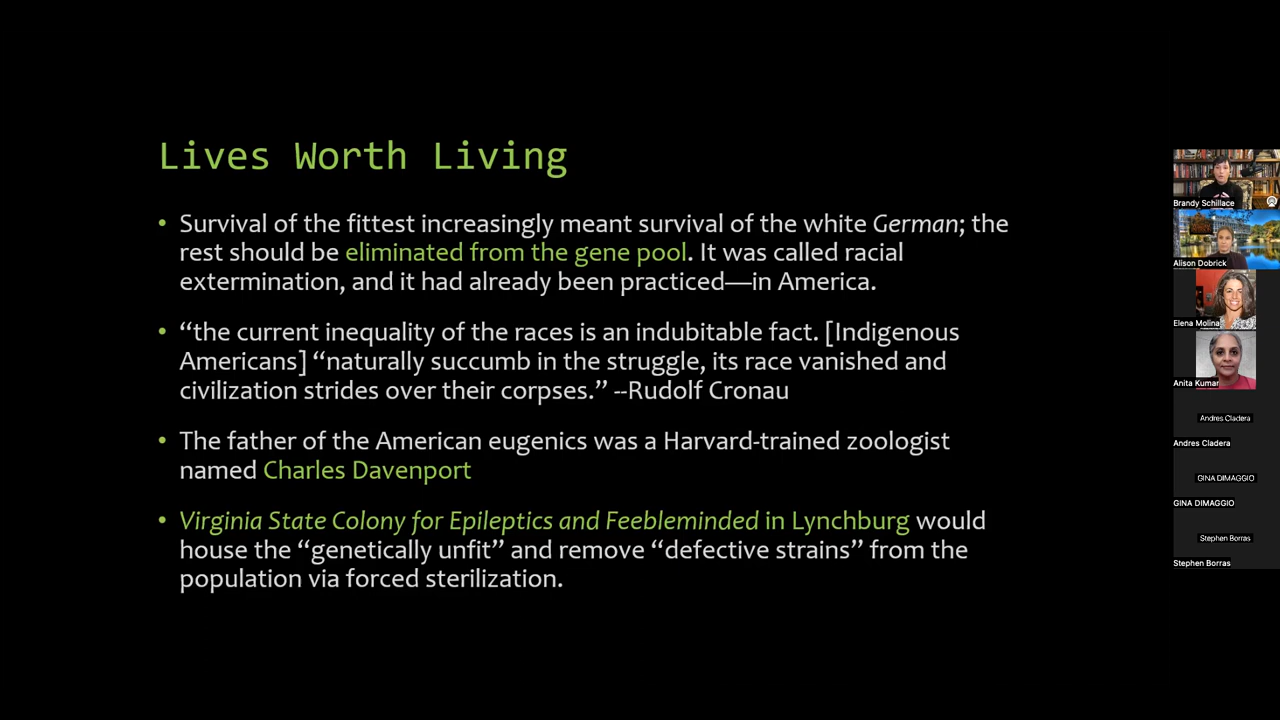 Lives Worth Living
• Survival of the fittest increasingly meant survival of the white German; the
rest should be eliminated from the gene pool. It was called racial
extermination, and it had already been practiced—in America.
• “the current inequality of the races is an indubitable fact. [Indigenous
Americans] “naturally succumb in the struggle, its race vanished and
civilization strides over their corpses.” --Rudolf Cronau
• The father of the American eugenics was a Harvard-trained zoologist
named Charles Davenport
• Virginia State Colony for Epileptics and Feebleminded in Lynchburg would
house the “genetically unfit” and remove “defective strains” from the
population via forced sterilization.
Brandy Schillace
Alison Dobrick
Elena Molina
Anita Kumar
Andres Cladera
Andres Cladera
GINA DIMAGGIO
GINA DIMAGGIO
Stephen Borras
Stephen Borras